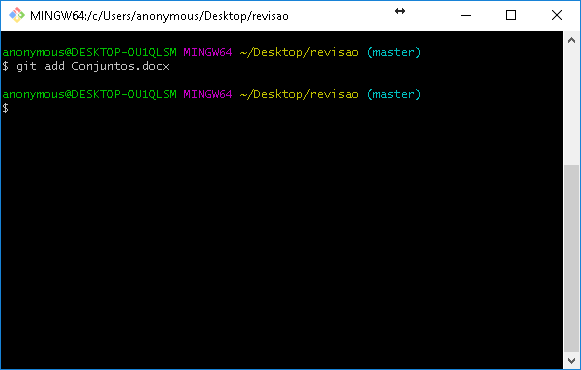 MINGW64:/c/Users/anonymous/Desktop/revisao
anonymous@DESKTOP-OU1QLSM MINGW64 ~/Desktop/revisao (master)
$ git add Conjuntos.docx
anonymous@DESKTOP-OU1QLSM MINGW64 ~/Desktop/revisao (master)
$